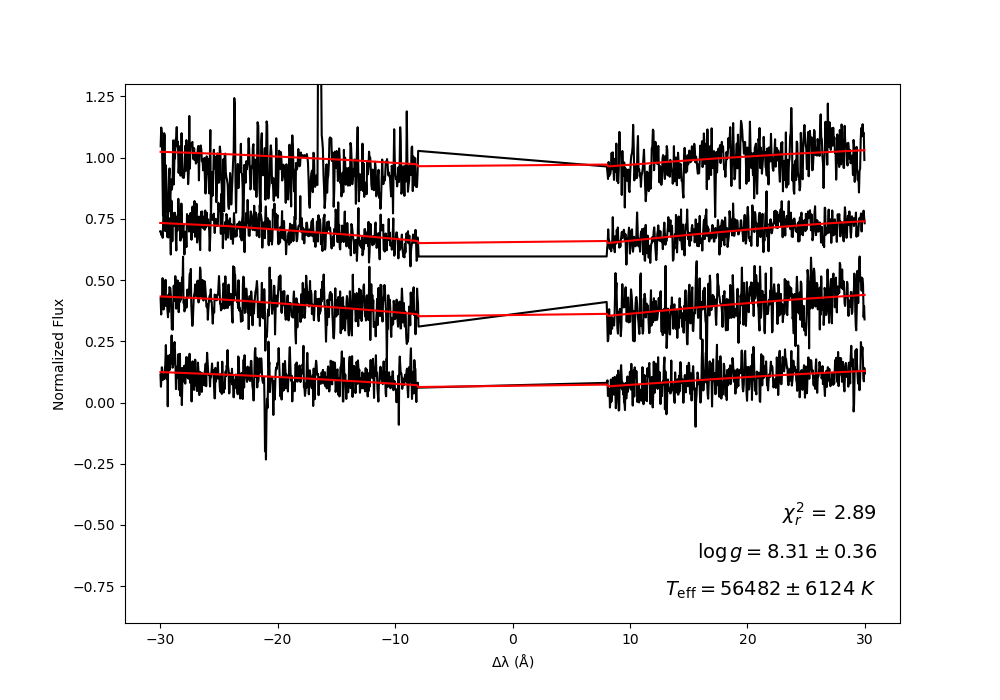 1.25
1.00
0.75
0.50
0.25
0.00
−0.25
−0.50
−0.75
Normalized Flux
χ²ᵣ = 2.89
log g = 8.31 ± 0.36
T_eff = 56482 ± 6124 K
−30 −20 −10 0 10 20 30
Δλ (Å)